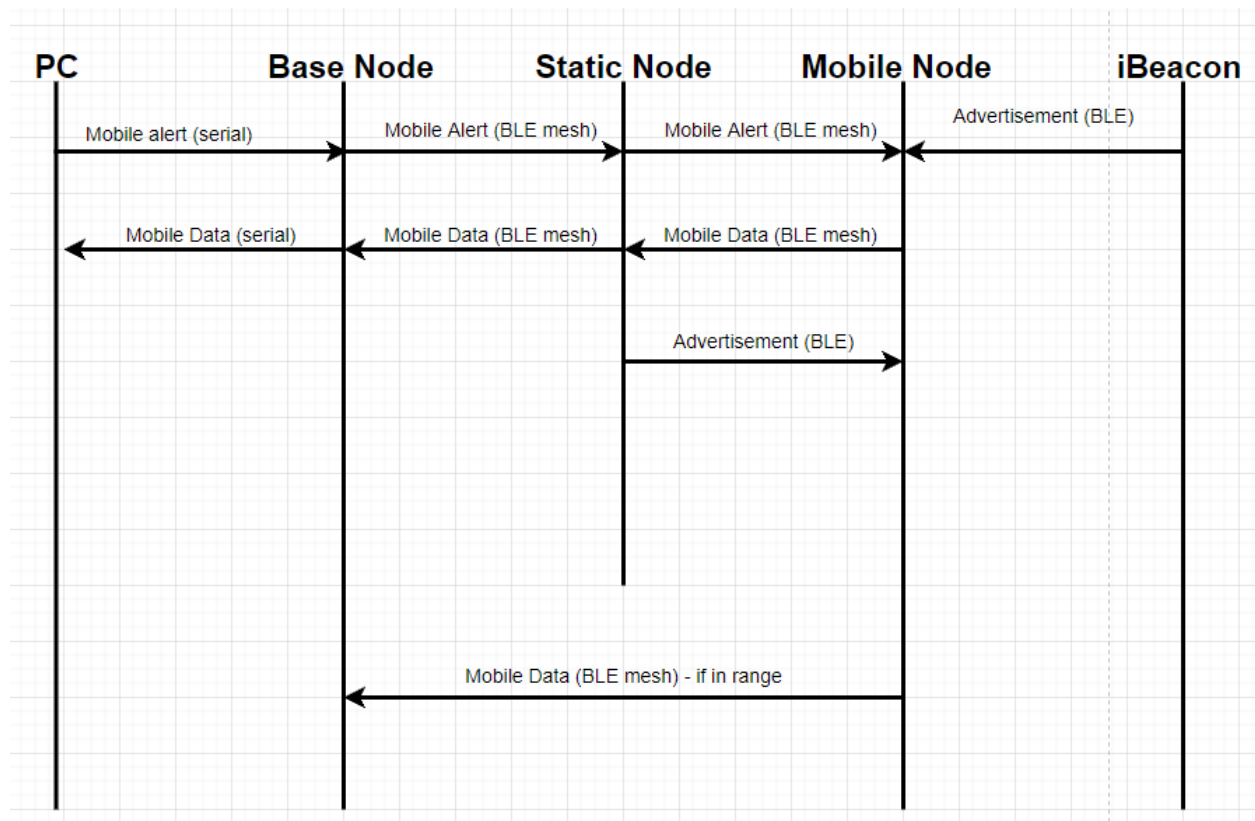 PC
Base Node
Static Node
Mobile Node
iBeacon
Mobile alert (serial)
Mobile Alert (BLE mesh)
Mobile Alert (BLE mesh)
Advertisement (BLE)
Mobile Data (serial)
Mobile Data (BLE mesh)
Mobile Data (BLE mesh)
Advertisement (BLE)
Mobile Data (BLE mesh) - if in range